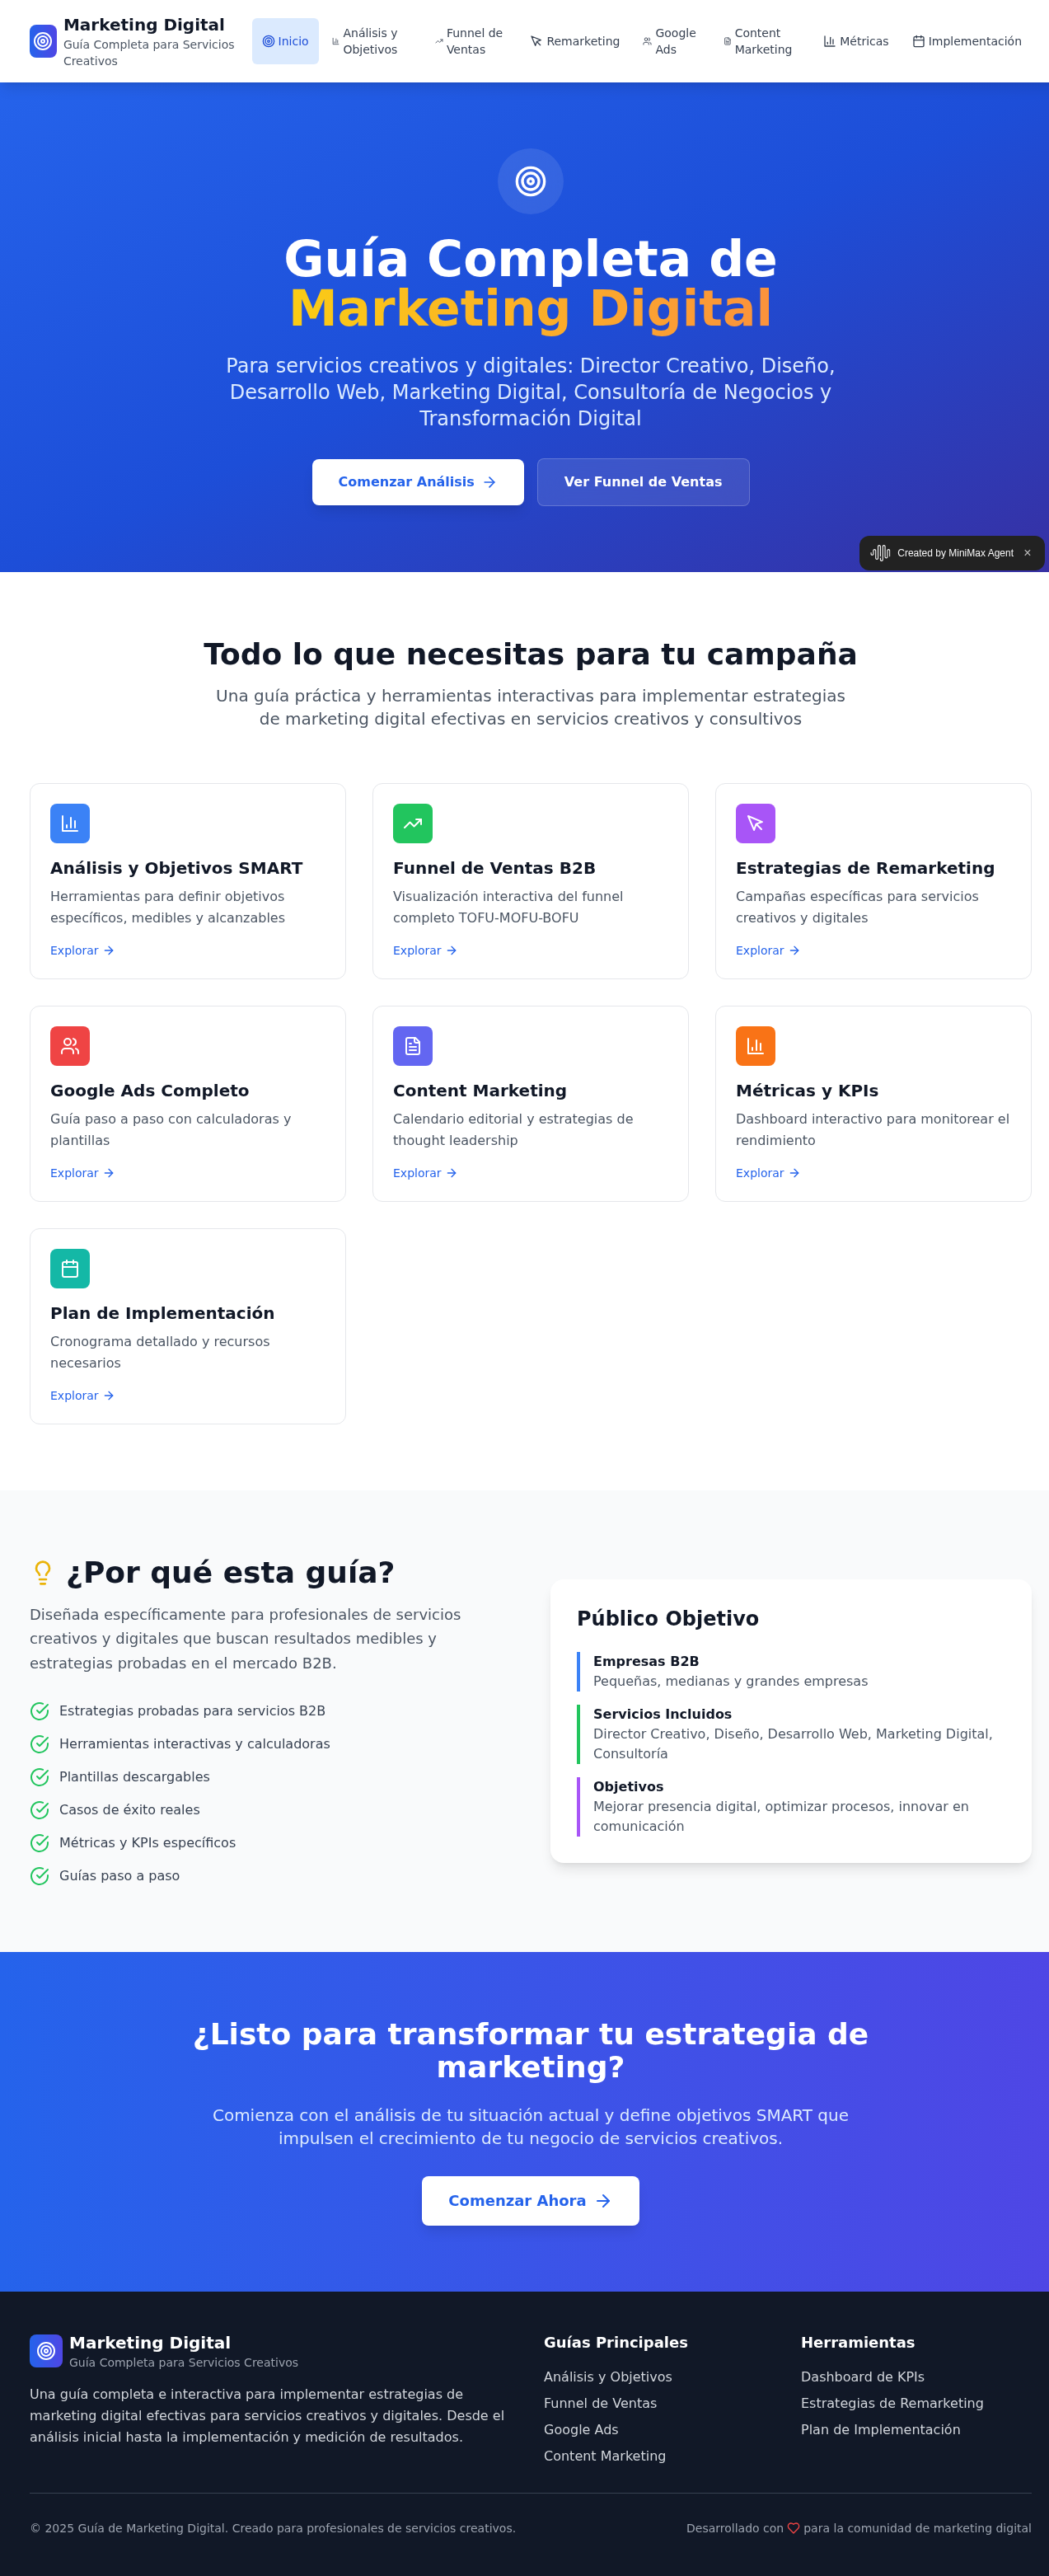 Marketing Digital
Guía Completa para Servicios
Creativos
Inicio
Análisis y
Objetivos
Funnel de
Ventas
Remarketing
Google
Ads
Content
Marketing
Métricas
Implementación
Guía Completa de
Marketing Digital
Para servicios creativos y digitales: Director Creativo, Diseño,
Desarrollo Web, Marketing Digital, Consultoría de Negocios y
Transformación Digital
Comenzar Análisis
Ver Funnel de Ventas
Created by MiniMax Agent ×
Todo lo que necesitas para tu campaña
Una guía práctica y herramientas interactivas para implementar estrategias
de marketing digital efectivas en servicios creativos y consultivos
Análisis y Objetivos SMART
Herramientas para definir objetivos
específicos, medibles y alcanzables
Explorar
Funnel de Ventas B2B
Visualización interactiva del funnel
completo TOFU-MOFU-BOFU
Explorar
Estrategias de Remarketing
Campañas específicas para servicios
creativos y digitales
Explorar
Google Ads Completo
Guía paso a paso con calculadoras y
plantillas
Explorar
Content Marketing
Calendario editorial y estrategias de
thought leadership
Explorar
Métricas y KPIs
Dashboard interactivo para monitorear el
rendimiento
Explorar
Plan de Implementación
Cronograma detallado y recursos
necesarios
Explorar
¿Por qué esta guía?
Diseñada específicamente para profesionales de servicios
creativos y digitales que buscan resultados medibles y
estrategias probadas en el mercado B2B.
Estrategias probadas para servicios B2B
Herramientas interactivas y calculadoras
Plantillas descargables
Casos de éxito reales
Métricas y KPIs específicos
Guías paso a paso
Público Objetivo
Empresas B2B
Pequeñas, medianas y grandes empresas
Servicios Incluidos
Director Creativo, Diseño, Desarrollo Web, Marketing Digital,
Consultoría
Objetivos
Mejorar presencia digital, optimizar procesos, innovar en
comunicación
¿Listo para transformar tu estrategia de
marketing?
Comienza con el análisis de tu situación actual y define objetivos SMART que
impulsen el crecimiento de tu negocio de servicios creativos.
Comenzar Ahora
Marketing Digital
Guía Completa para Servicios Creativos
Una guía completa e interactiva para implementar estrategias de
marketing digital efectivas para servicios creativos y digitales. Desde el
análisis inicial hasta la implementación y medición de resultados.
Guías Principales
Análisis y Objetivos
Funnel de Ventas
Google Ads
Content Marketing
Herramientas
Dashboard de KPIs
Estrategias de Remarketing
Plan de Implementación
© 2025 Guía de Marketing Digital. Creado para profesionales de servicios creativos.
Desarrollado con para la comunidad de marketing digital